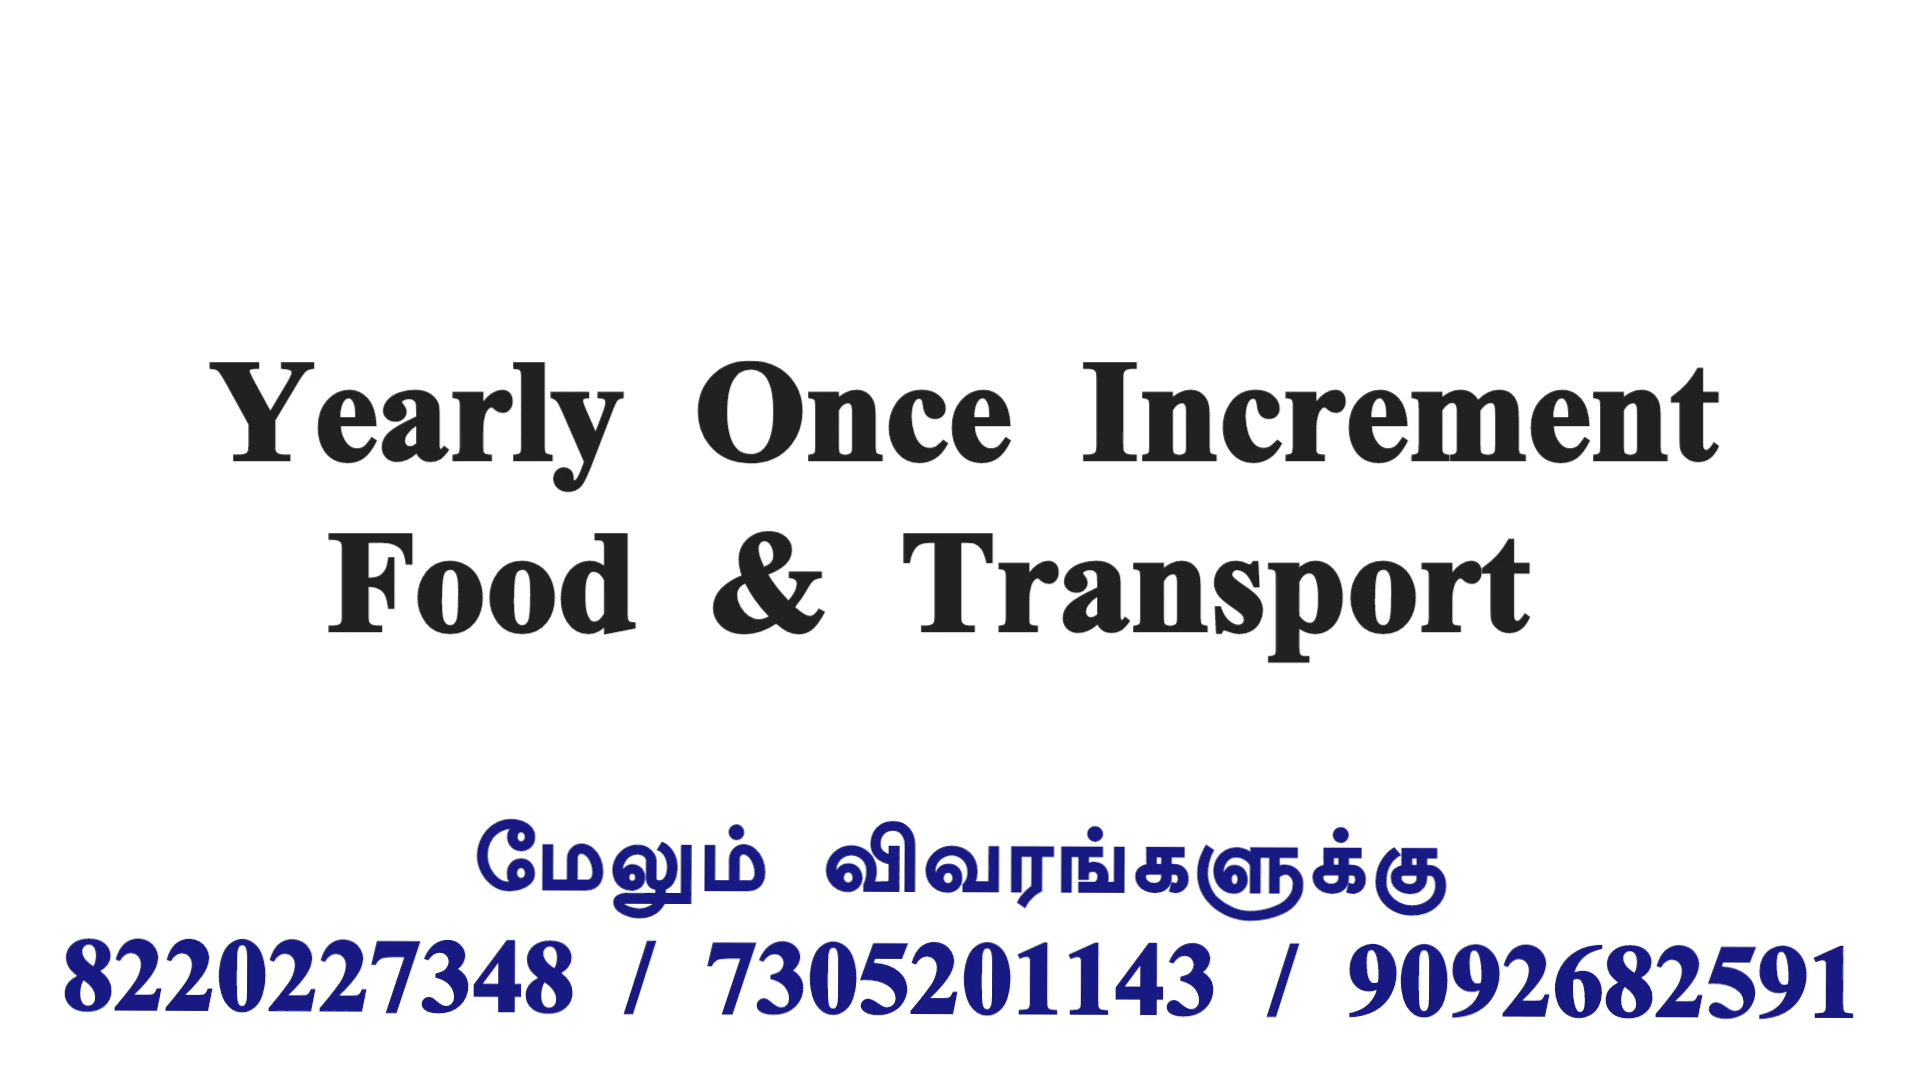 Yearly Once Increment
Food & Transport
மேலும் விவரங்களுக்கு
8220227348 / 7305201143 / 9092682591